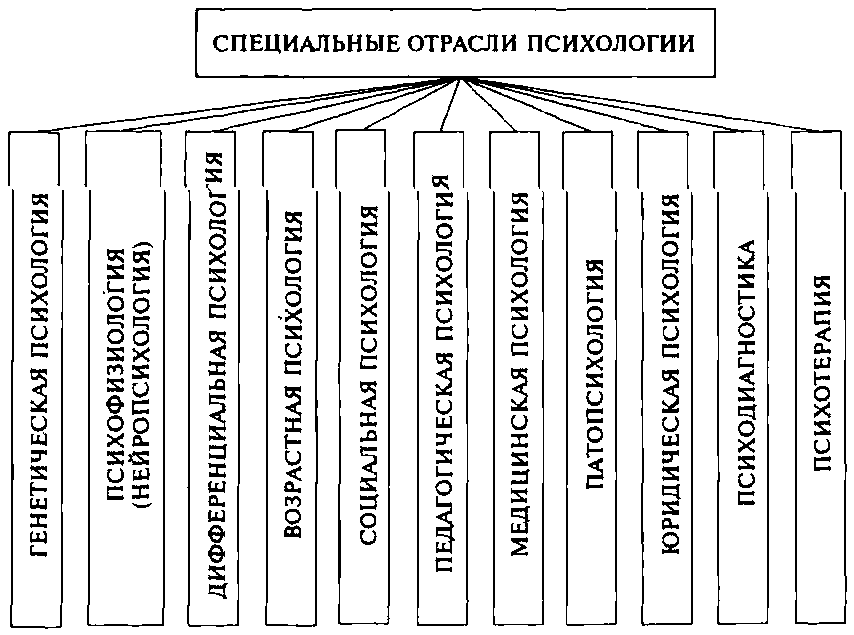 СПЕЦИАЛЬНЫЕ ОТРАСЛИ ПСИХОЛОГИИ
ГЕНЕТИЧЕСКАЯ ПСИХОЛОГИЯ
ПСИХОФИЗИОЛОГИЯ
(НЕЙРОПСИХОЛОГИЯ)
ДИФФЕРЕНЦИАЛЬНАЯ ПСИХОЛОГИЯ
ВОЗРАСТНАЯ ПСИХОЛОГИЯ
СОЦИАЛЬНАЯ ПСИХОЛОГИЯ
ПЕДАГОГИЧЕСКАЯ ПСИХОЛОГИЯ
МЕДИЦИНСКАЯ ПСИХОЛОГИЯ
ПАТОПСИХОЛОГИЯ
ЮРИДИЧЕСКАЯ ПСИХОЛОГИЯ
ПСИХОДИАГНОСТИКА
ПСИХОТЕРАПИЯ